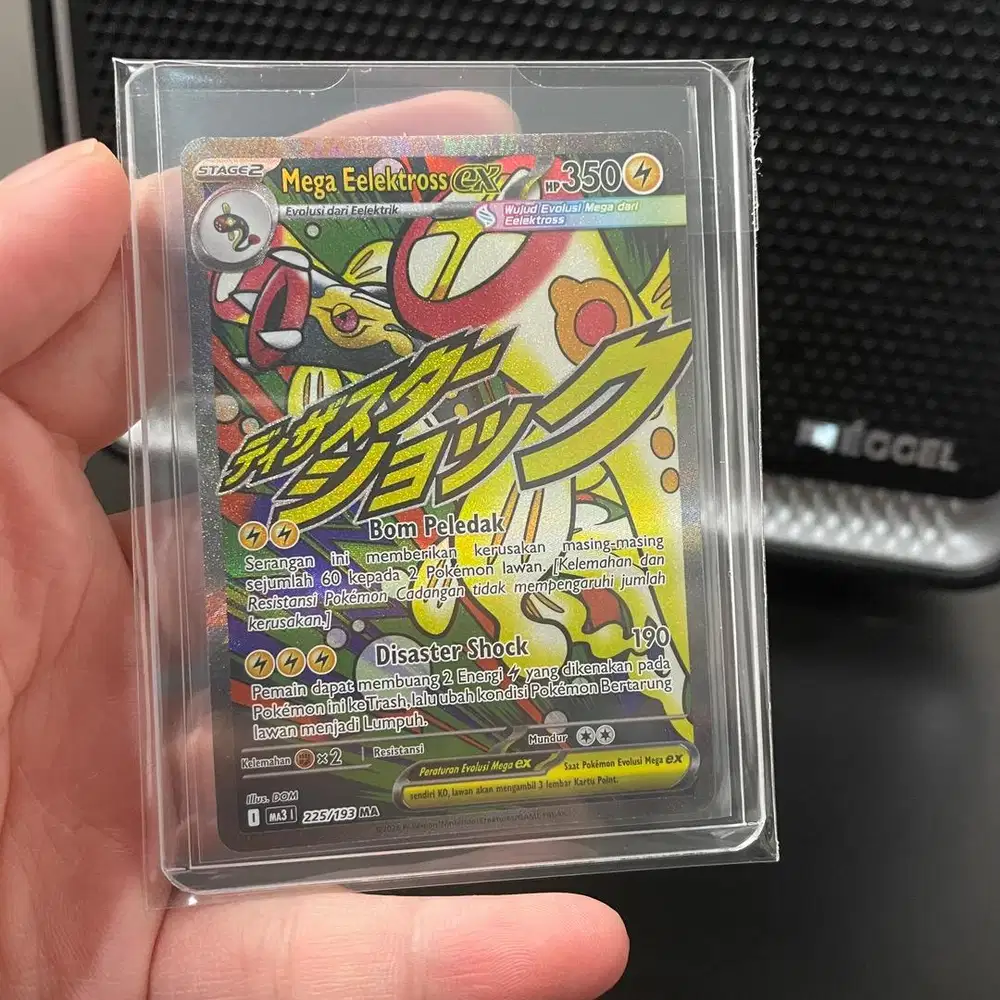 STAGE2 Mega Eelektross ex HP 350
Evolusi dari Eelektrik
Wujud Evolusi Mega dari
Eelektross
ディザスター
ショック
Bom Peledak
Serangan ini memberikan kerusakan masing-masing
sejumlah 60 kepada 2 Pokémon lawan. [Kelemahan dan
Resistansi Pokémon Cadangan tidak mempengaruhi jumlah
kerusakan.]
Disaster Shock 190
Pemain dapat membuang 2 Energi yang dikenakan pada
Pokémon ini ke Trash, lalu ubah kondisi Pokémon Bertarung
lawan menjadi Lumpuh.
Kelemahan ×2 Resistansi Mundur
Peraturan Evolusi Mega ex Saat Pokémon Evolusi Mega ex
sendiri KO, lawan akan mengambil 3 lembar Kartu Point.
Illus. DOM
MA3 I 225/193 MA